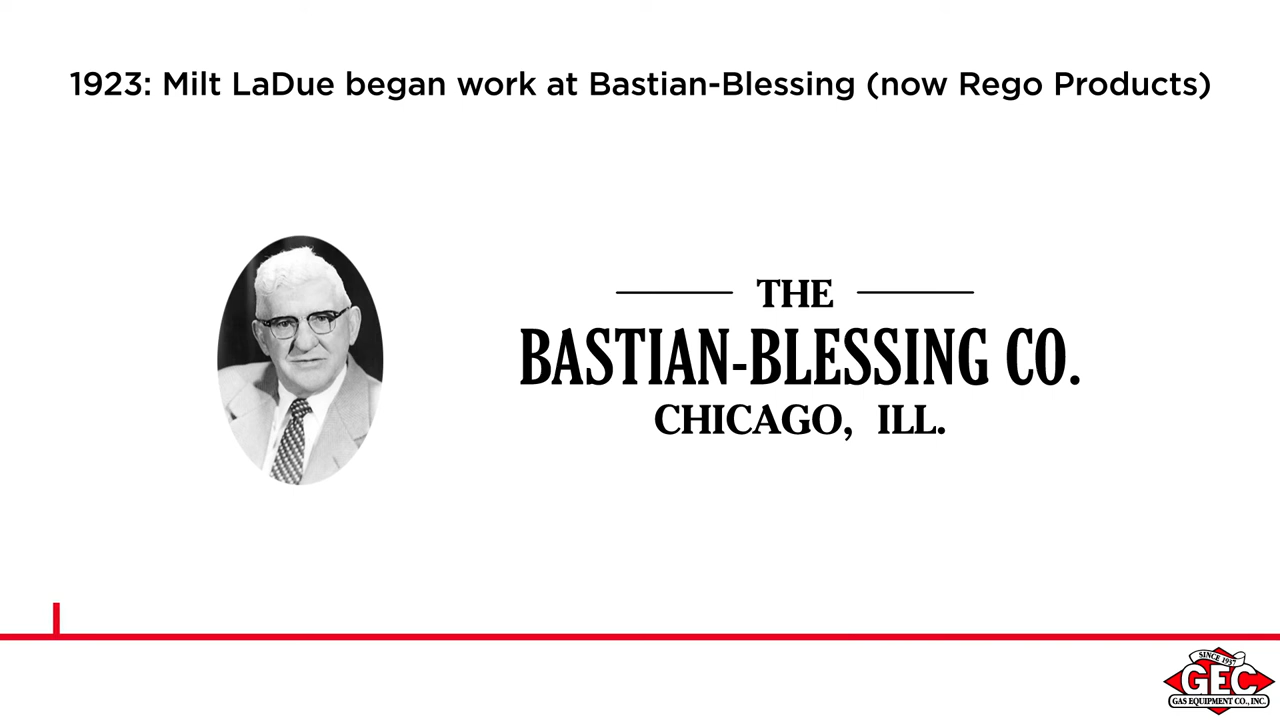 1923: Milt LaDue began work at Bastian-Blessing (now Rego Products)
THE
BASTIAN-BLESSING CO.
CHICAGO, ILL.
SINCE 1937
GEC
GAS EQUIPMENT CO., INC.